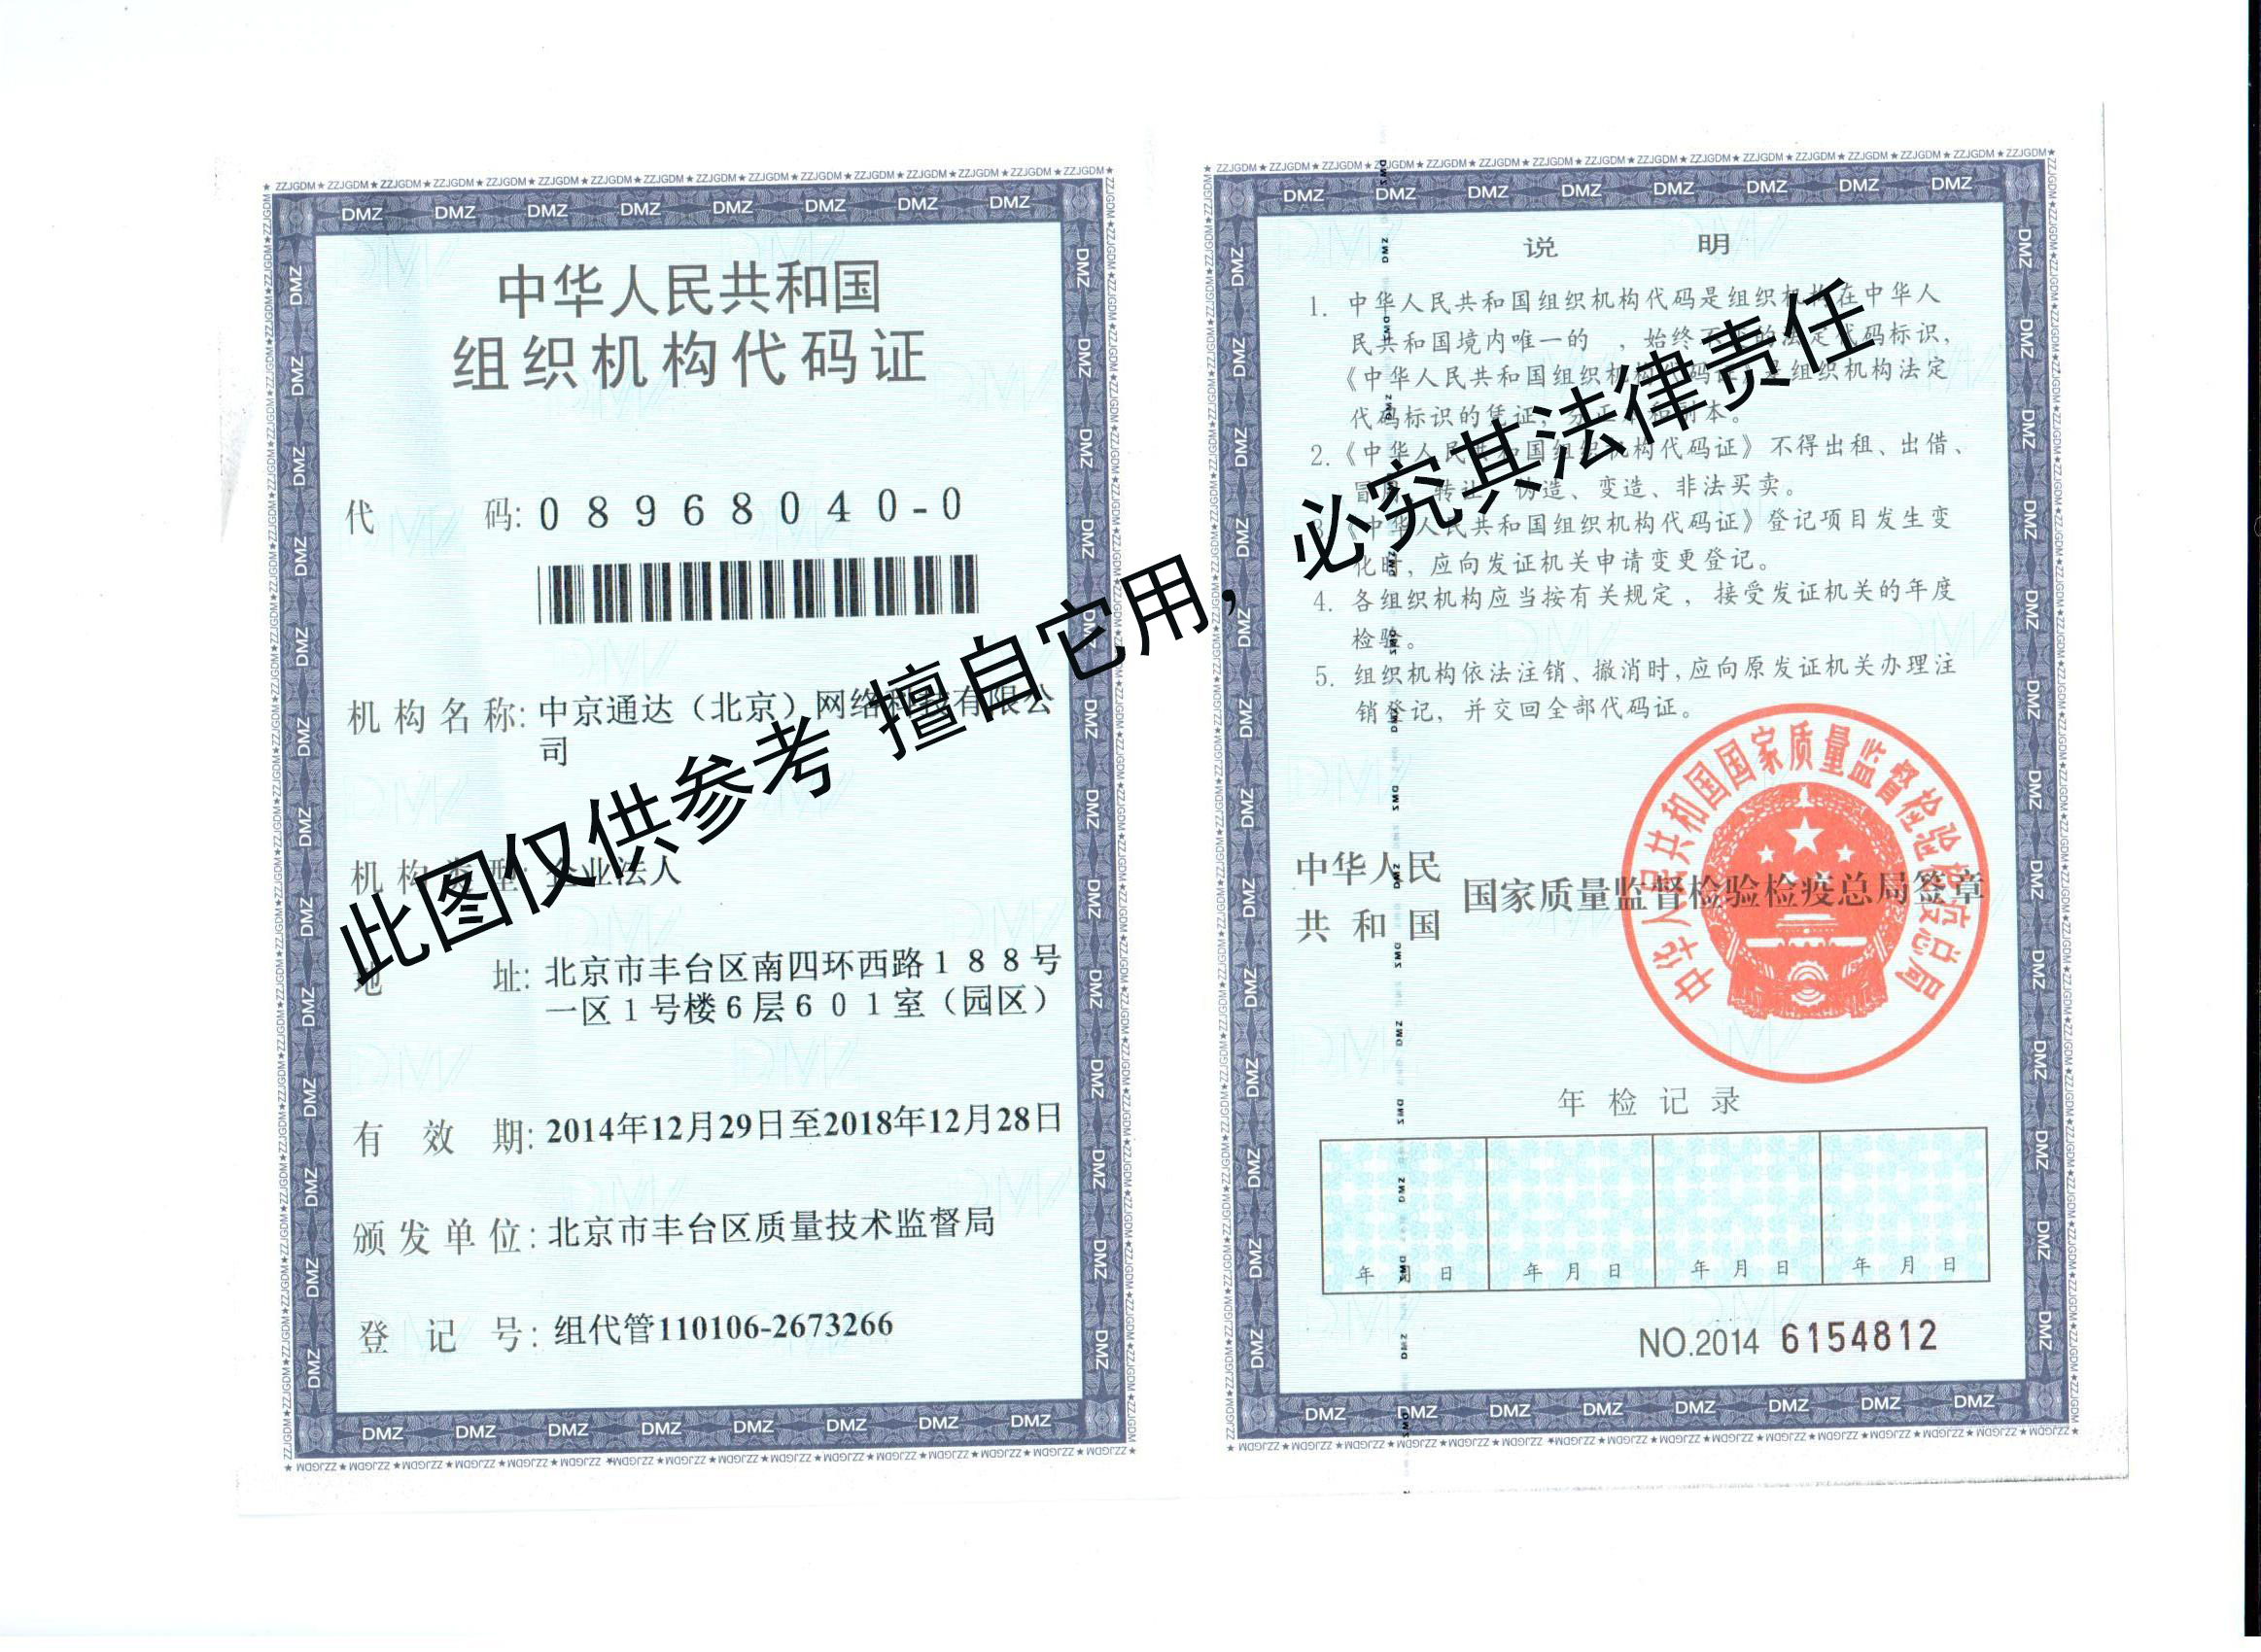 中华人民共和国
组织机构代码证
代 码: 08968040-0
机构名称: 中京通达（北京）网络科技有限公
司
机构类型: 企业法人
地 址: 北京市丰台区南四环西路188号
一区1号楼6层601室（园区）
有 效 期: 2014年12月29日至2018年12月28日
颁发单位: 北京市丰台区质量技术监督局
登 记 号: 组代管110106-2673266
说 明
1. 中华人民共和国组织机构代码是组织机构在中华人
民共和国境内唯一的 ，始终不变的法定代码标识，
《中华人民共和国组织机构代码证》是组织机构法定
代码标识的凭证，分正本和副本。
2.《中华人民共和国组织机构代码证》不得出租、出借、
冒用、转让、伪造、变造、非法买卖。
3.《中华人民共和国组织机构代码证》登记项目发生变
化时，应向发证机关申请变更登记。
4. 各组织机构应当按有关规定，接受发证机关的年度
检验。
5. 组织机构依法注销、撤消时，应向原发证机关办理注
销登记，并交回全部代码证。
中华人民
共和国
国家质量监督检验检疫总局签章
中华人民共和国国家质量监督检验检疫总局
年检记录
年 月 日 年 月 日 年 月 日 年 月 日
NO.2014 6154812
此图仅供参考 擅自它用， 必究其法律责任